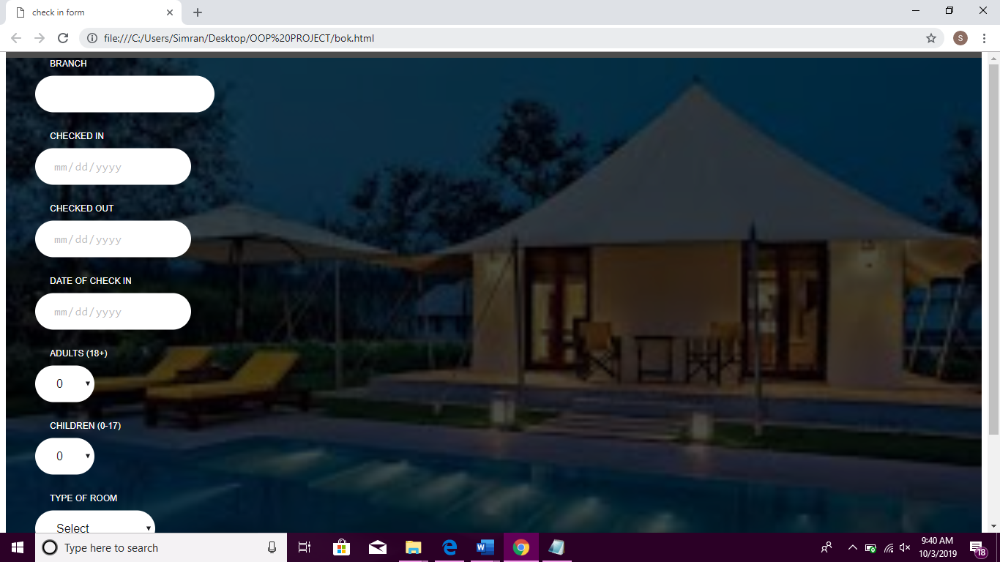 check in form
file:///C:/Users/Simran/Desktop/OOP%20PROJECT/bok.html
S
BRANCH
CHECKED IN
mm/dd/yyyy
CHECKED OUT
mm/dd/yyyy
DATE OF CHECK IN
mm/dd/yyyy
ADULTS (18+)
0
CHILDREN (0-17)
0
TYPE OF ROOM
Select
Type here to search
9:40 AM
10/3/2019
18